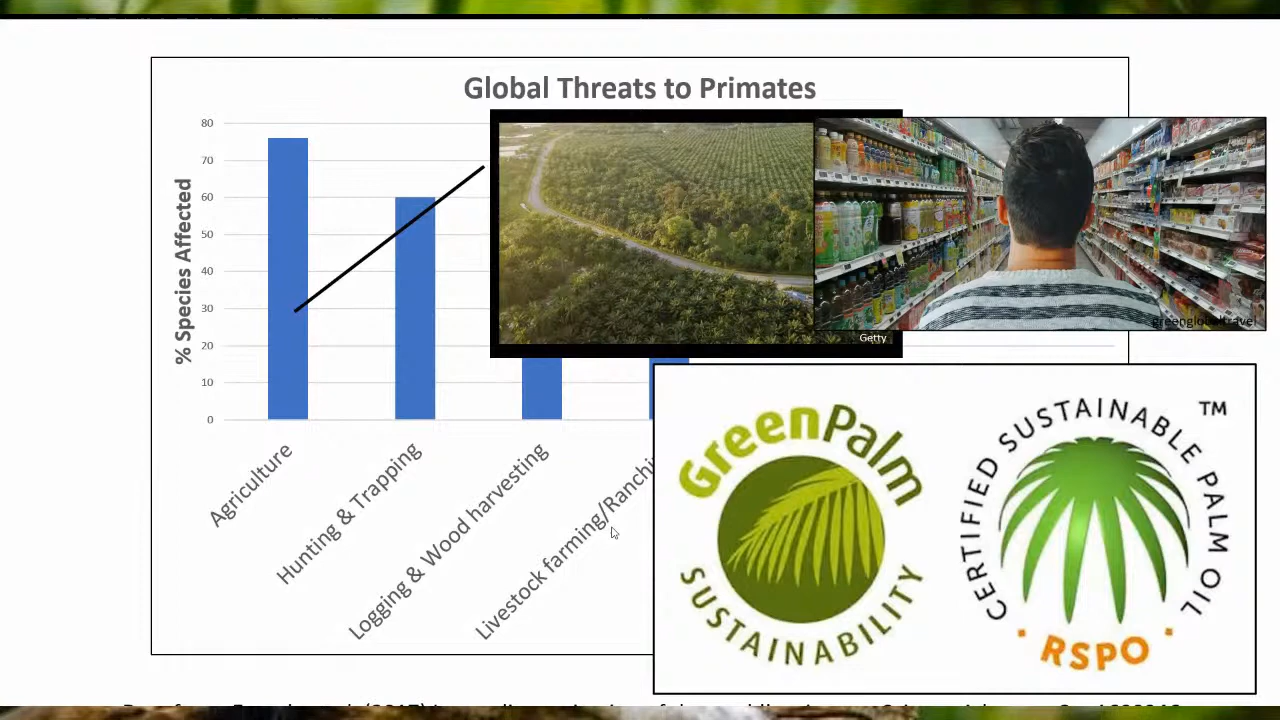 Global Threats to Primates
80
70
60
50
40
30
20
10
0
% Species Affected
Agriculture
Hunting & Trapping
Logging & Wood harvesting
Livestock farming/Ranchi
Getty
GreenPalm
SUSTAINABILITY
CERTIFIED SUSTAINABLE PALM OIL
TM
RSPO